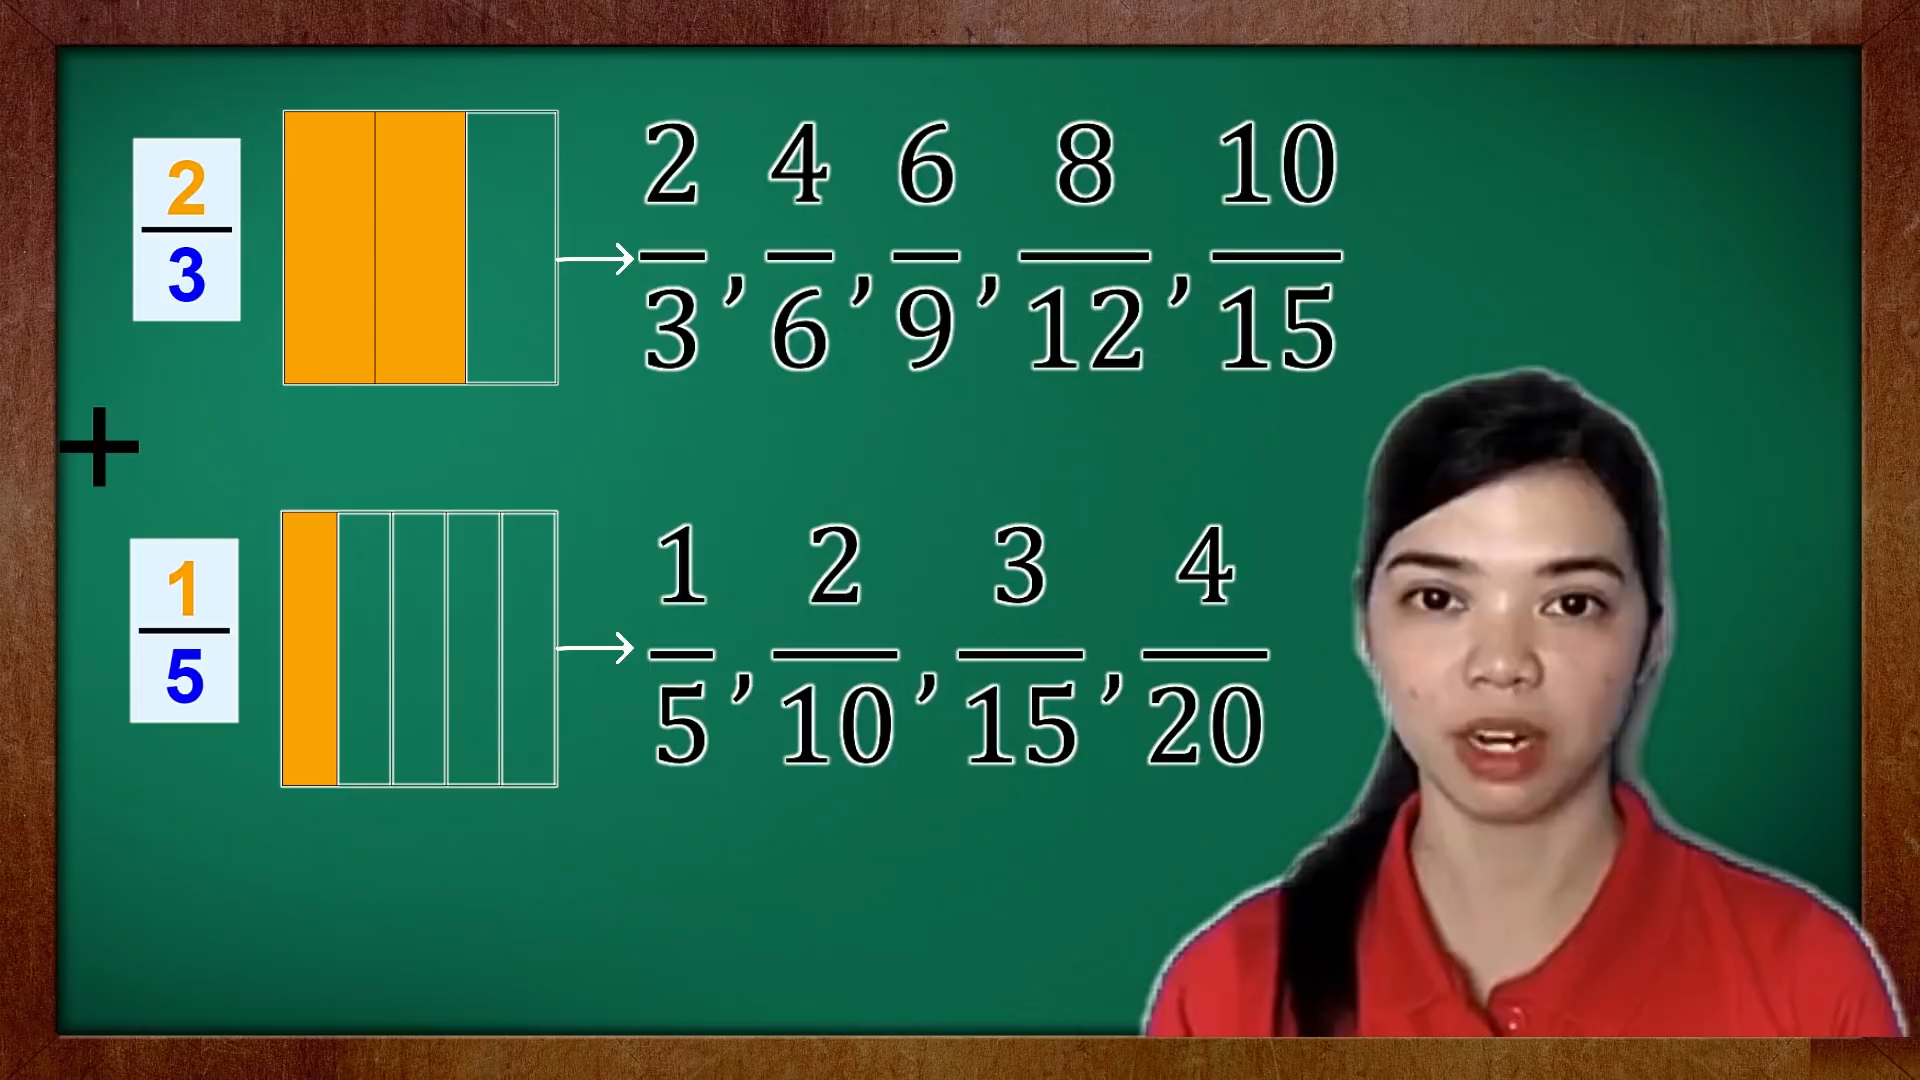 2/3
2/3, 4/6, 6/9, 8/12, 10/15
+
1/5
1/5, 2/10, 3/15, 4/20